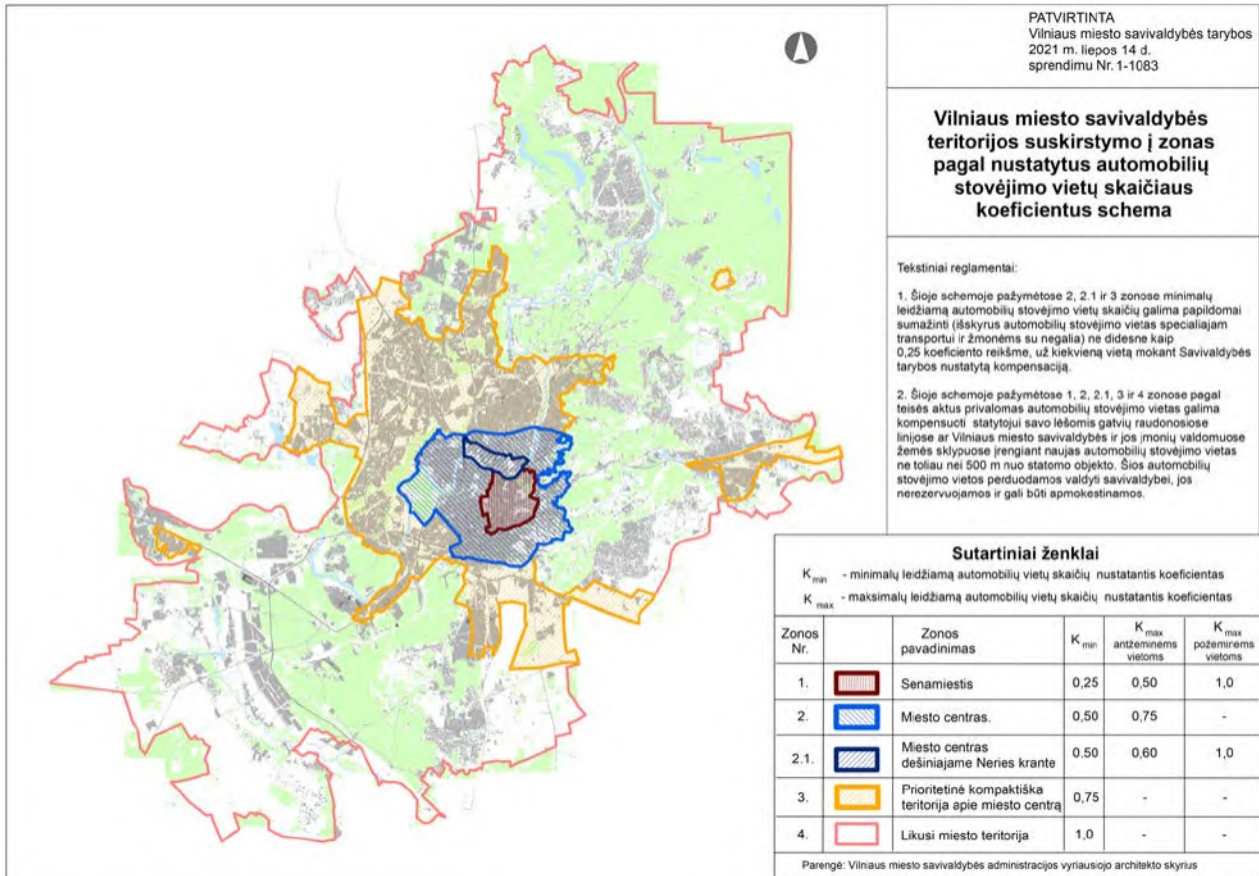 PATVIRTINTA
Vilniaus miesto savivaldybės tarybos
2021 m. liepos 14 d.
sprendimu Nr. 1-1083
Vilniaus miesto savivaldybės
teritorijos suskirstymo į zonas
pagal nustatytus automobilių
stovėjimo vietų skaičiaus
koeficientus schema
Tekstiniai reglamentai:
1. Šioje schemoje pažymėtose 2, 2.1 ir 3 zonose minimalų
leidžiamą automobilių stovėjimo vietų skaičių galima papildomai
sumažinti (išskyrus automobilių stovėjimo vietas specialiajam
transportui ir žmonėms su negalia) ne didesne kaip
0,25 koeficiento reikšme, už kiekvieną vietą mokant Savivaldybės
tarybos nustatytą kompensaciją.
2. Šioje schemoje pažymėtose 1, 2, 2.1, 3 ir 4 zonose pagal
teisės aktus privalomas automobilių stovėjimo vietas galima
kompensucti statytojui savo lėšomis gatvių raudonosiose
linijose ar Vilniaus miesto savivaldybės ir jos įmonių valdomuose
žemės sklypuose įrengiant naujas automobilių stovėjimo vietas
ne toliau nei 500 m nuo statomo objekto. Šios automobilių
stovėjimo vietos perduodamos valdyti savivaldybei, jos
nerezervuojamos ir gali būti apmokestinamos.
Sutartiniai ženklai
K min - minimalų leidžiamą automobilių vietų skaičių nustatantis koeficientas
K max - maksimalų leidžiamą automobilių vietų skaičių nustatantis koeficientas
Zonos Nr. Zonos pavadinimas K min K max antžeminėms vietoms K max požeminėms vietoms
1. Senamiestis 0,25 0,50 1,0
2. Miesto centras. 0,50 0,75 -
2.1. Miesto centras dešiniajame Neries krante 0.50 0,60 1,0
3. Prioritetinė kompaktiška teritorija apie miesto centrą 0,75 - -
4. Likusi miesto teritorija 1,0 - -
Parengė: Vilniaus miesto savivaldybės administracijos vyriausiojo architekto skyrius